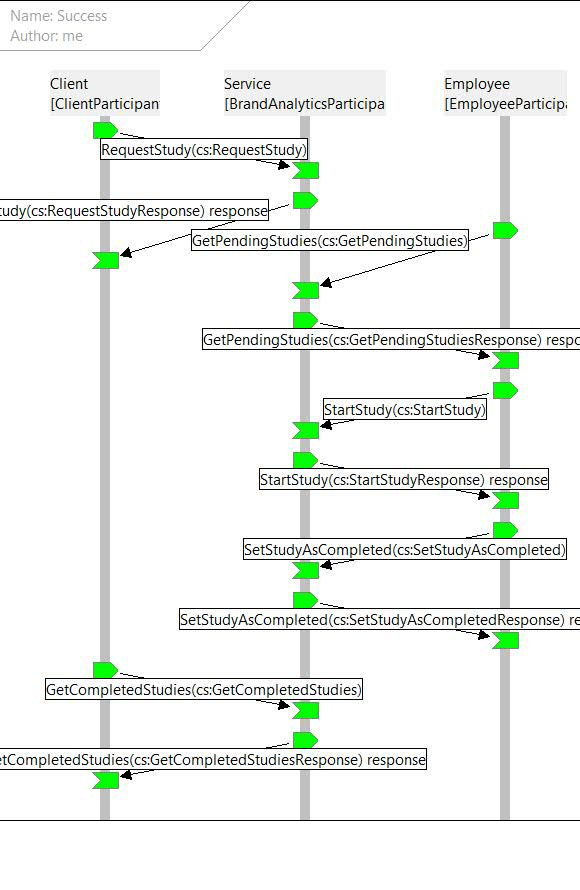 Name: Success
Author: me
Client
[ClientParticipan
Service
[BrandAnalyticsParticipa
Employee
[EmployeeParticipa
RequestStudy(cs:RequestStudy)
tudy(cs:RequestStudyResponse) response
GetPendingStudies(cs:GetPendingStudies)
GetPendingStudies(cs:GetPendingStudiesResponse) respo
StartStudy(cs:StartStudy)
StartStudy(cs:StartStudyResponse) response
SetStudyAsCompleted(cs:SetStudyAsCompleted)
SetStudyAsCompleted(cs:SetStudyAsCompletedResponse) re
GetCompletedStudies(cs:GetCompletedStudies)
etCompletedStudies(cs:GetCompletedStudiesResponse) response